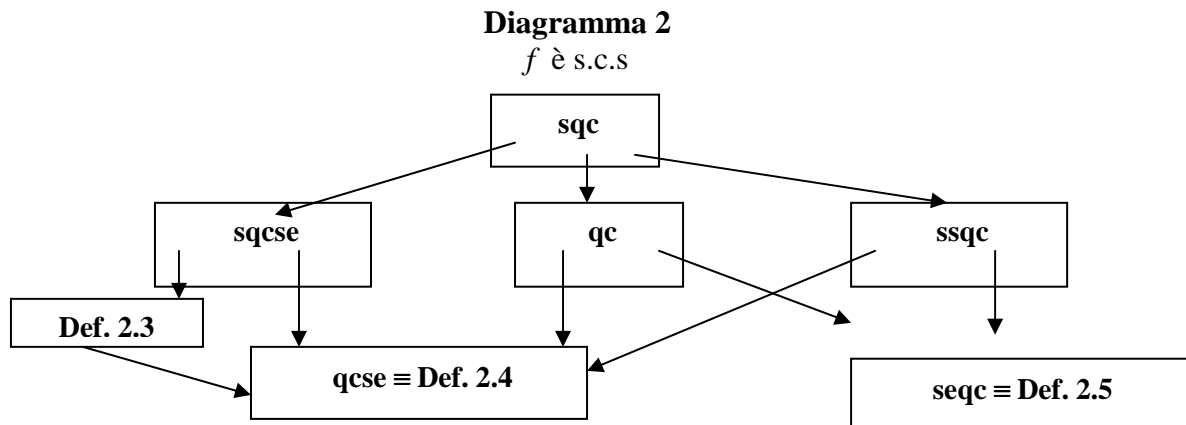 Diagramma 2
f è s.c.s
sqc
sqcse
qc
ssqc
Def. 2.3
qcse ≡ Def. 2.4
seqc ≡ Def. 2.5